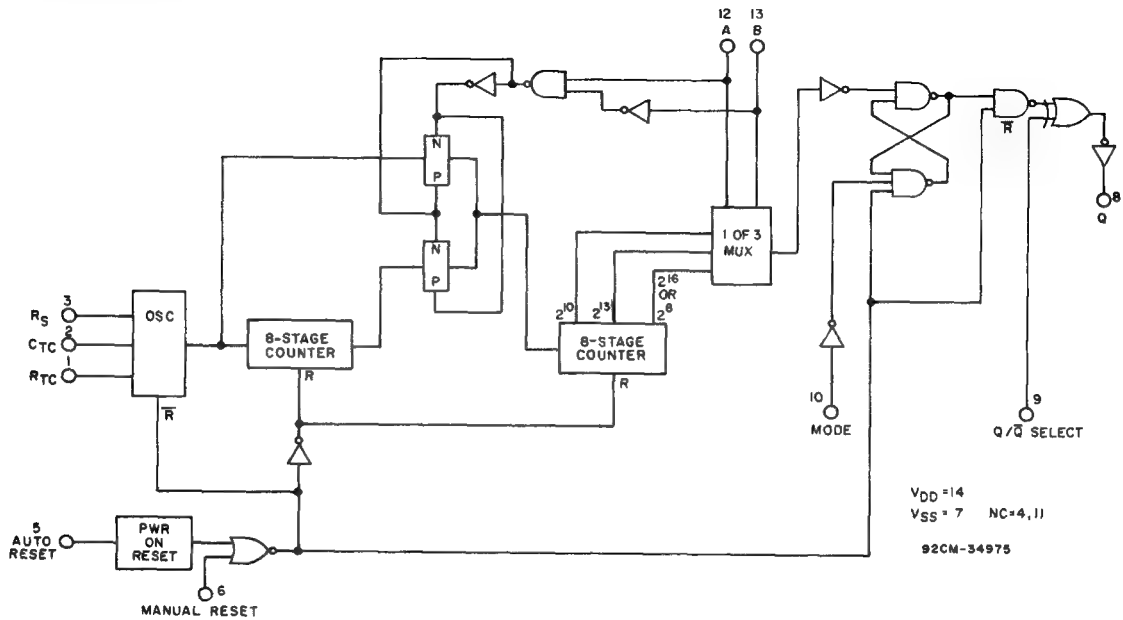 12 13
A B
N
P
N
P
1 OF 3
MUX
R̅
8
Q
2^10 2^13 2^16
OR
2^8
3
R_S
2
C_TC
1
R_TC
OSC
R̅
8-STAGE
COUNTER
R
8-STAGE
COUNTER
R
10
MODE
9
Q/Q̅ SELECT
5
AUTO
RESET
PWR
ON
RESET
6
MANUAL RESET
V_DD =14
V_SS = 7 NC=4,11
92CM-34975